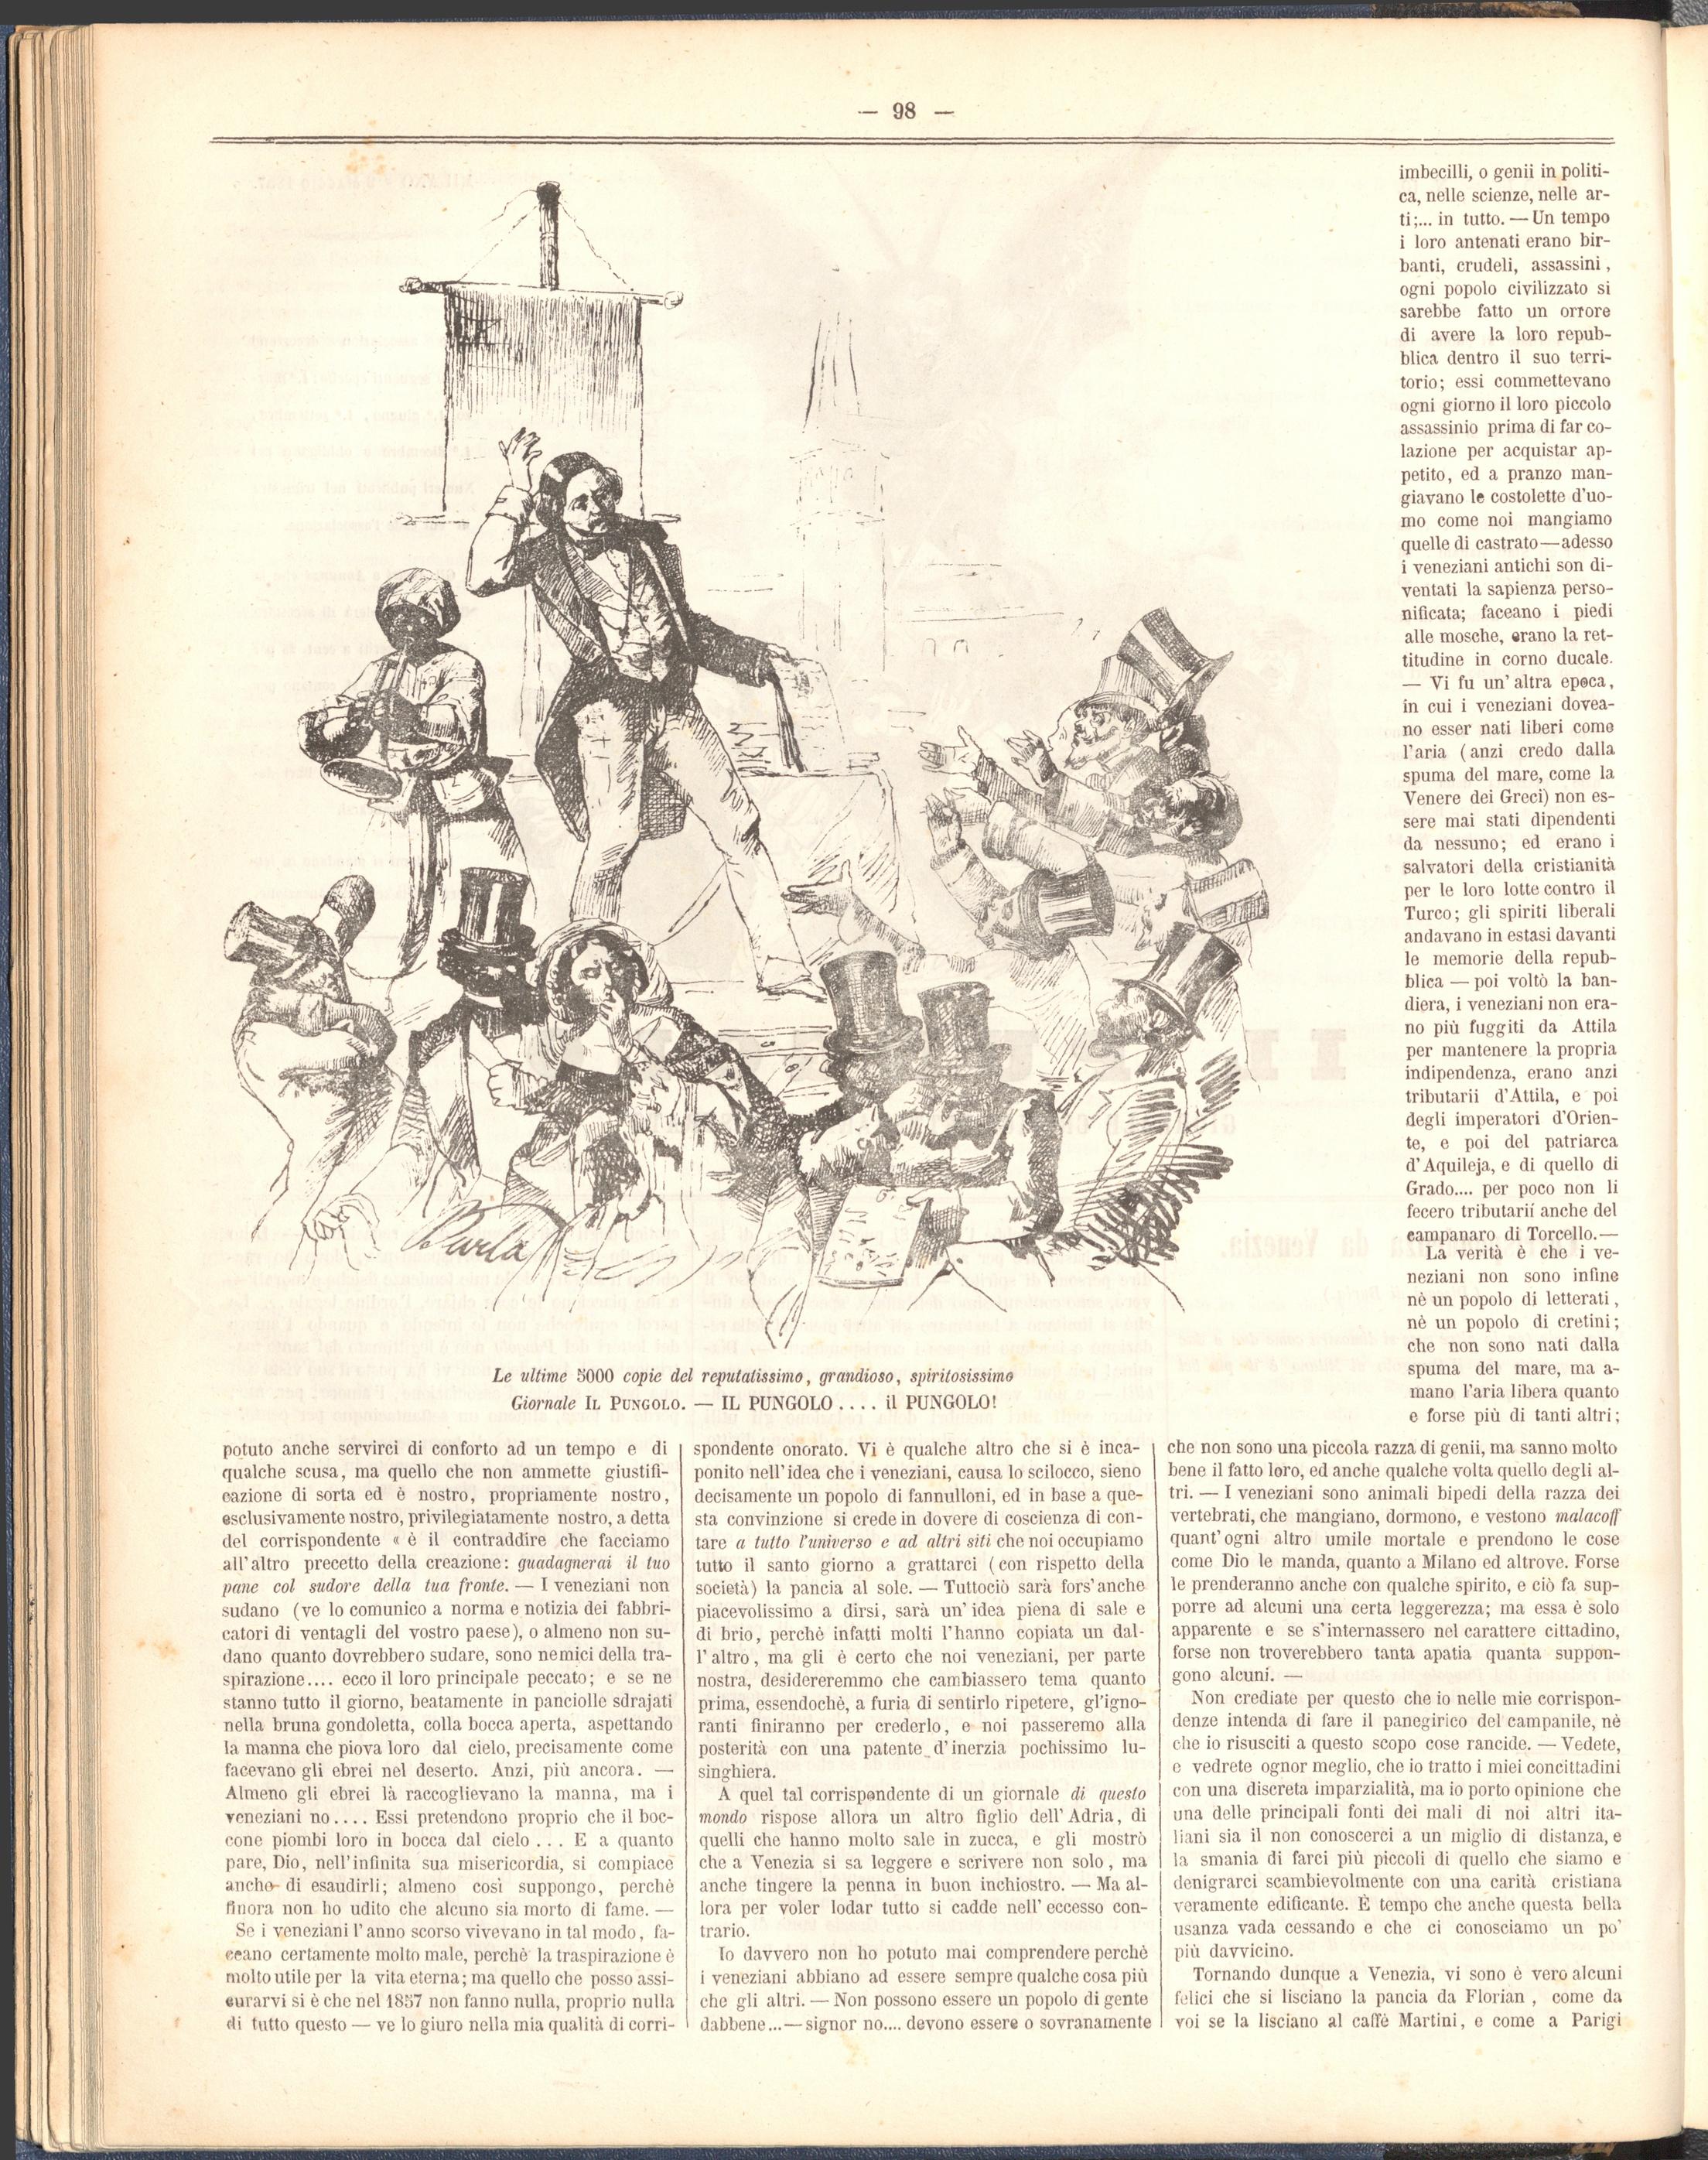 — 98 —
Burla
Le ultime 5000 copie del reputatissimo, grandioso, spiritosissimo
Giornale IL PUNGOLO. — IL PUNGOLO .... il PUNGOLO!
potuto anche servirci di conforto ad un tempo e di
qualche scusa, ma quello che non ammette giustifi-
cazione di sorta ed è nostro, propriamente nostro,
esclusivamente nostro, privilegiatamente nostro, a detta
del corrispondente « è il contraddire che facciamo
all'altro precetto della creazione: guadagnerai il tuo
pane col sudore della tua fronte. — I veneziani non
sudano (ve lo comunico a norma e notizia dei fabbri-
catori di ventagli del vostro paese), o almeno non su-
dano quanto dovrebbero sudare, sono nemici della tra-
spirazione.... ecco il loro principale peccato; e se ne
stanno tutto il giorno, beatamente in panciolle sdrajati
nella bruna gondoletta, colla bocca aperta, aspettando
la manna che piova loro dal cielo, precisamente come
facevano gli ebrei nel deserto. Anzi, più ancora. —
Almeno gli ebrei là raccoglievano la manna, ma i
veneziani no.... Essi pretendono proprio che il boc-
cone piombi loro in bocca dal cielo ... E a quanto
pare, Dio, nell'infinita sua misericordia, si compiace
anche di esaudirli; almeno così suppongo, perchè
finora non ho udito che alcuno sia morto di fame. —
Se i veneziani l'anno scorso vivevano in tal modo, fa-
ceano certamente molto male, perchè la traspirazione è
molto utile per la vita eterna; ma quello che posso assi-
curarvi si è che nel 1857 non fanno nulla, proprio nulla
di tutto questo — ve lo giuro nella mia qualità di corri-
spondente onorato. Vi è qualche altro che si è inca-
ponito nell'idea che i veneziani, causa lo scilocco, sieno
decisamente un popolo di fannulloni, ed in base a que-
sta convinzione si crede in dovere di coscienza di con-
tare a tutto l'universo e ad altri siti che noi occupiamo
tutto il santo giorno a grattarci (con rispetto della
società) la pancia al sole. — Tuttociò sarà fors'anche
piacevolissimo a dirsi, sarà un'idea piena di sale e
di brio, perchè infatti molti l'hanno copiata un dal-
l'altro, ma gli è certo che noi veneziani, per parte
nostra, desidereremmo che cambiassero tema quanto
prima, essendochè, a furia di sentirlo ripetere, gl'igno-
ranti finiranno per crederlo, e noi passeremo alla
posterità con una patente d'inerzia pochissimo lu-
singhiera.
A quel tal corrispondente di un giornale di questo
mondo rispose allora un altro figlio dell'Adria, di
quelli che hanno molto sale in zucca, e gli mostrò
che a Venezia si sa leggere e scrivere non solo, ma
anche tingere la penna in buon inchiostro. — Ma al-
lora per voler lodar tutto si cadde nell'eccesso con-
trario.
Io davvero non ho potuto mai comprendere perchè
i veneziani abbiano ad essere sempre qualche cosa più
che gli altri. — Non possono essere un popolo di gente
dabbene...—signor no.... devono essere o sovranamente
imbecilli, o genii in politi-
ca, nelle scienze, nelle ar-
ti;... in tutto. — Un tempo
i loro antenati erano bir-
banti, crudeli, assassini,
ogni popolo civilizzato si
sarebbe fatto un orrore
di avere la loro repub-
blica dentro il suo terri-
torio; essi commettevano
ogni giorno il loro piccolo
assassinio prima di far co-
lazione per acquistar ap-
petito, ed a pranzo man-
giavano le costolette d'uo-
mo come noi mangiamo
quelle di castrato—adesso
i veneziani antichi son di-
ventati la sapienza perso-
nificata; faceano i piedi
alle mosche, erano la ret-
titudine in corno ducale.
— Vi fu un'altra epoca,
in cui i veneziani dovea-
no esser nati liberi come
l'aria (anzi credo dalla
spuma del mare, come la
Venere dei Greci) non es-
sere mai stati dipendenti
da nessuno; ed erano i
salvatori della cristianità
per le loro lotte contro il
Turco; gli spiriti liberali
andavano in estasi davanti
le memorie della repub-
blica — poi voltò la ban-
diera, i veneziani non era-
no più fuggiti da Attila
per mantenere la propria
indipendenza, erano anzi
tributarii d'Attila, e poi
degli imperatori d'Orien-
te, e poi del patriarca
d'Aquileja, e di quello di
Grado.... per poco non li
fecero tributarii anche del
campanaro di Torcello.—
La verità è che i ve-
neziani non sono infine
nè un popolo di letterati,
nè un popolo di cretini;
che non sono nati dalla
spuma del mare, ma a-
mano l'aria libera quanto
e forse più di tanti altri;
che non sono una piccola razza di genii, ma sanno molto
bene il fatto loro, ed anche qualche volta quello degli al-
tri. — I veneziani sono animali bipedi della razza dei
vertebrati, che mangiano, dormono, e vestono malacoff
quant'ogni altro umile mortale e prendono le cose
come Dio le manda, quanto a Milano ed altrove. Forse
le prenderanno anche con qualche spirito, e ciò fa sup-
porre ad alcuni una certa leggerezza; ma essa è solo
apparente e se s'internassero nel carattere cittadino,
forse non troverebbero tanta apatia quanta suppon-
gono alcuni. —
Non crediate per questo che io nelle mie corrispon-
denze intenda di fare il panegirico del campanile, nè
che io risusciti a questo scopo cose rancide. — Vedete,
e vedrete ognor meglio, che io tratto i miei concittadini
con una discreta imparzialità, ma io porto opinione che
una delle principali fonti dei mali di noi altri ita-
liani sia il non conoscerci a un miglio di distanza, e
la smania di farci più piccoli di quello che siamo e
denigrarci scambievolmente con una carità cristiana
veramente edificante. È tempo che anche questa bella
usanza vada cessando e che ci conosciamo un po'
più davvicino.
Tornando dunque a Venezia, vi sono è vero alcuni
felici che si lisciano la pancia da Florian, come da
voi se la lisciano al caffè Martini, e come a Parigi